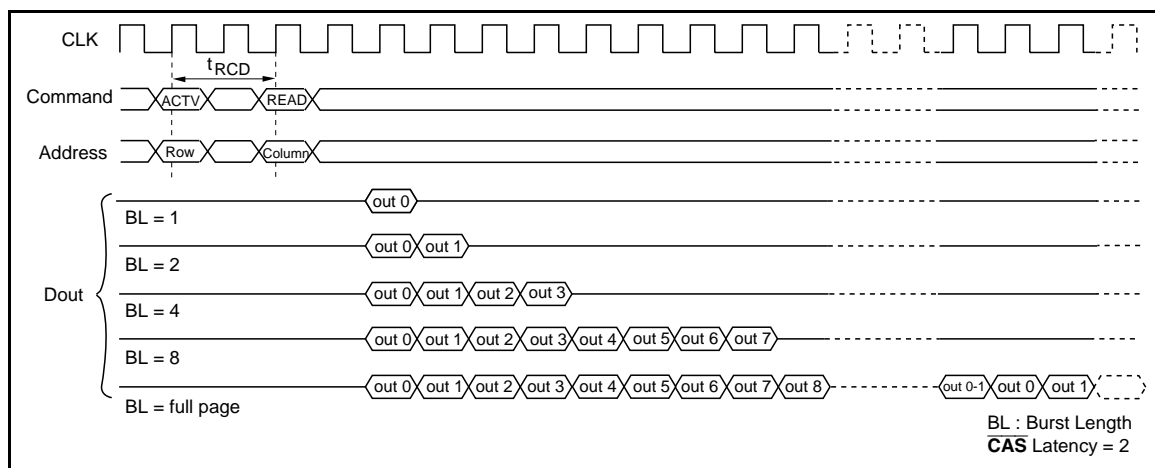 CLK
tRCD
Command ACTV READ
Address Row Column
out 0
BL = 1
out 0 out 1
BL = 2
Dout
out 0 out 1 out 2 out 3
BL = 4
out 0 out 1 out 2 out 3 out 4 out 5 out 6 out 7
BL = 8
out 0 out 1 out 2 out 3 out 4 out 5 out 6 out 7 out 8 out 0-1 out 0 out 1
BL = full page
BL : Burst Length
C̅A̅S̅ Latency = 2